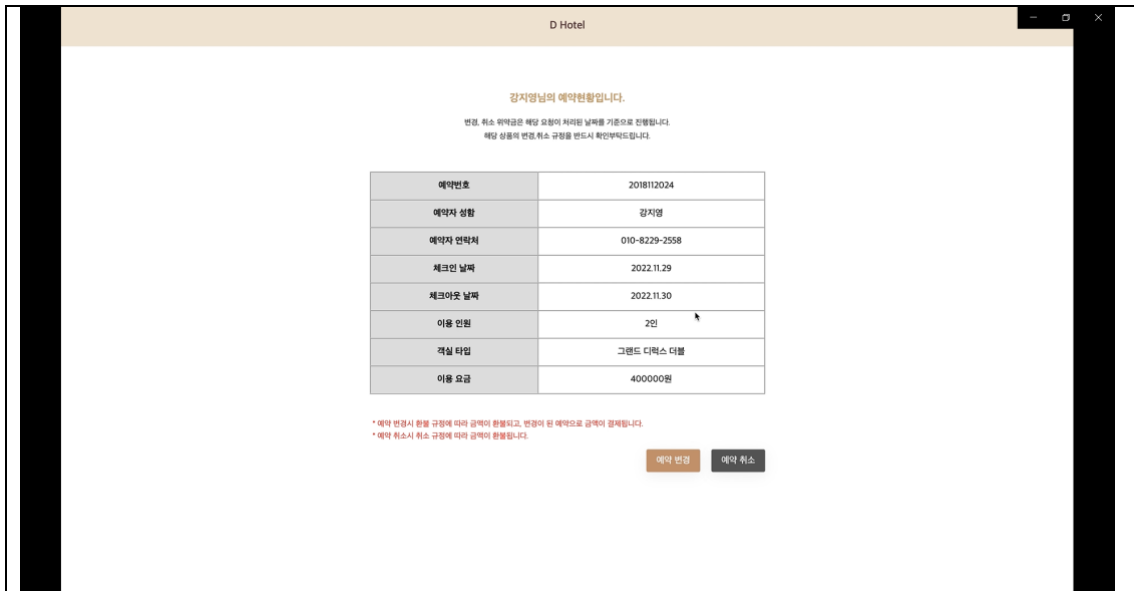 D Hotel
강지영님의 예약현황입니다.
변경, 취소 위약금은 해당 요청이 처리된 날짜를 기준으로 진행됩니다.
해당 상품의 변경,취소 규정을 반드시 확인부탁드립니다.
예약번호 2018112024
예약자 성함 강지영
예약자 연락처 010-8229-2558
체크인 날짜 2022.11.29
체크아웃 날짜 2022.11.30
이용 인원 2인
객실 타입 그랜드 디럭스 더블
이용 요금 400000원
* 예약 변경시 환불 규정에 따라 금액이 환불되고, 변경이 된 예약으로 금액이 결제됩니다.
* 예약 취소시 취소 규정에 따라 금액이 환불됩니다.
예약 변경 예약 취소